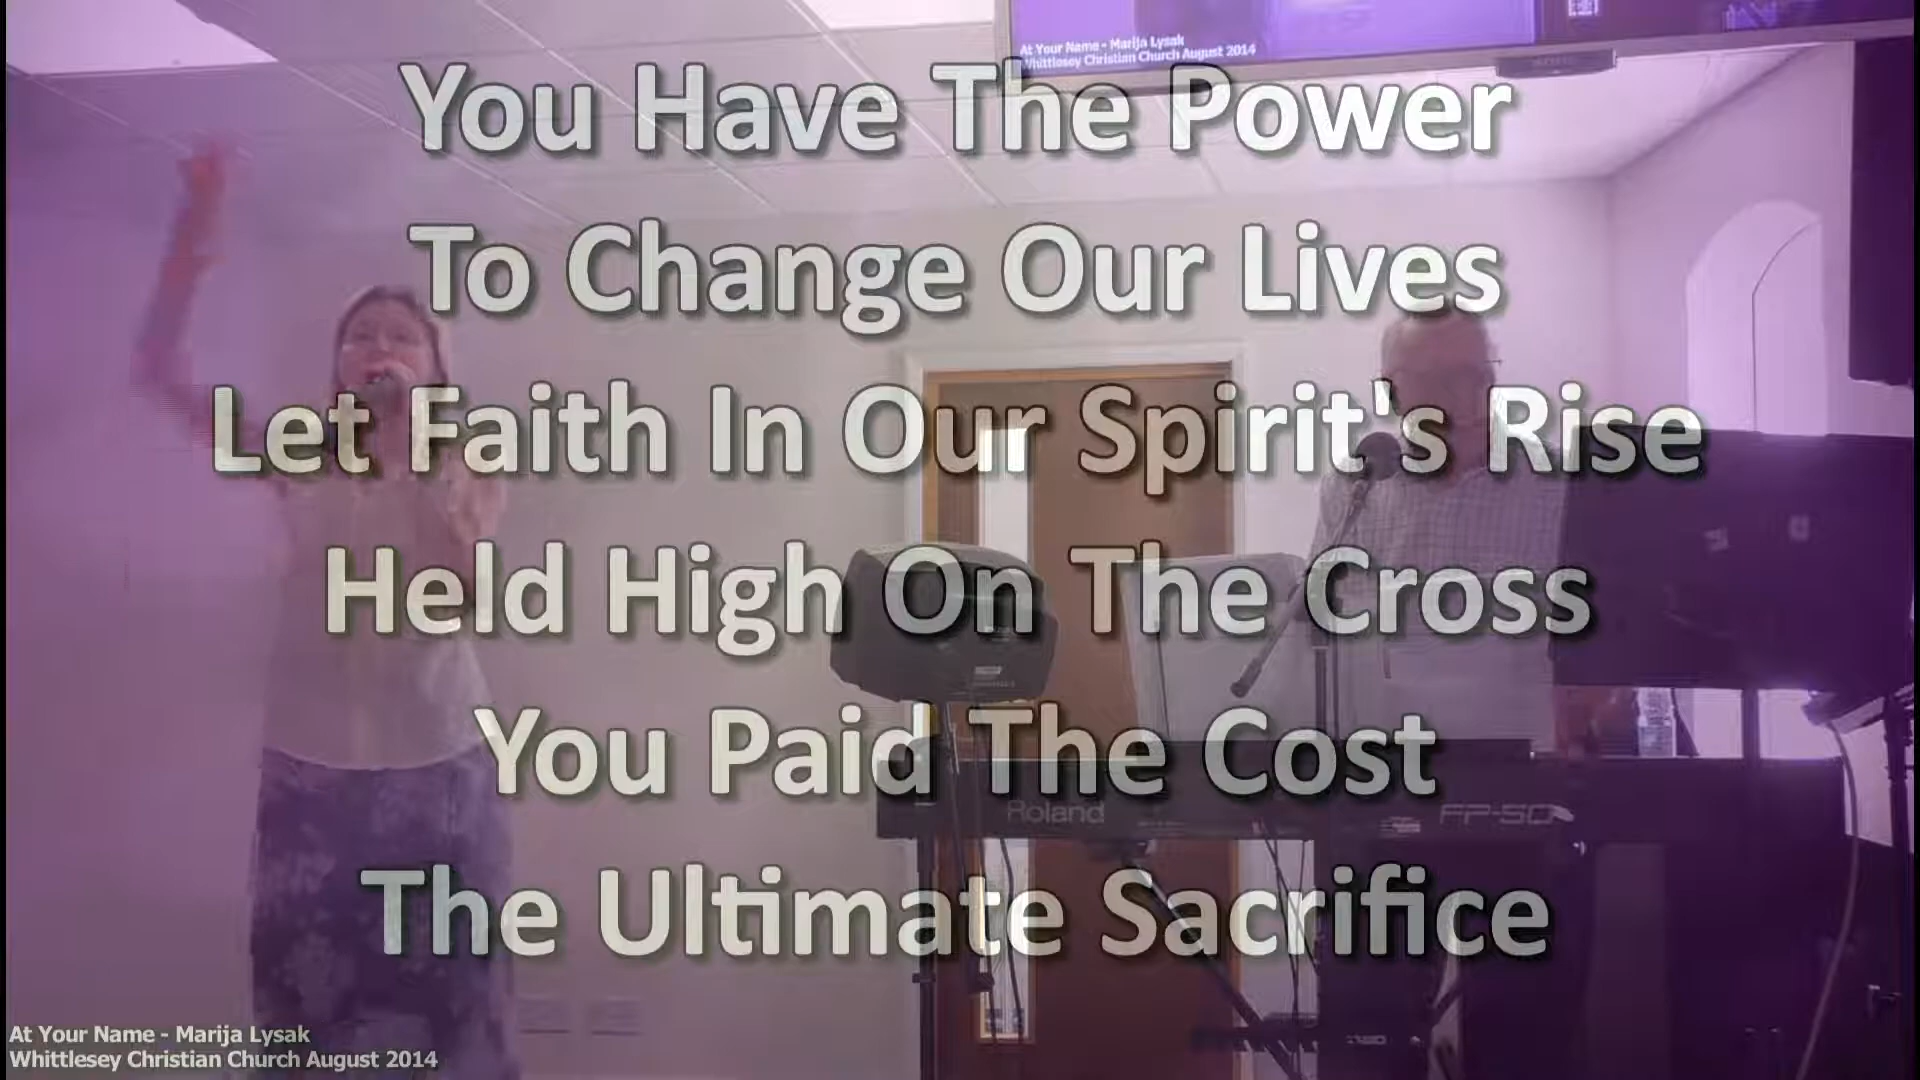 At Your Name - Marija Lysak
Whittlesey Christian Church August 2014
You Have The Power
To Change Our Lives
Let Faith In Our Spirit's Rise
Held High On The Cross
You Paid The Cost
The Ultimate Sacrifice
Roland
FP-50
At Your Name - Marija Lysak
Whittlesey Christian Church August 2014